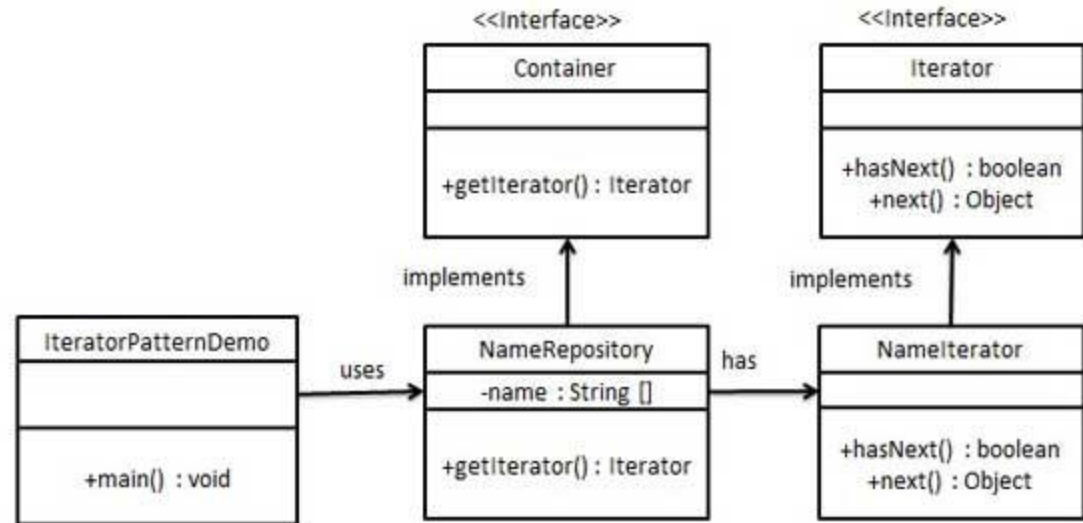 <<Interface>>
Container
+getIterator() : Iterator
<<Interface>>
Iterator
+hasNext() : boolean
+next() : Object
implements
implements
IteratorPatternDemo
+main() : void
uses
NameRepository
-name : String []
+getIterator() : Iterator
has
NameIterator
+hasNext() : boolean
+next() : Object